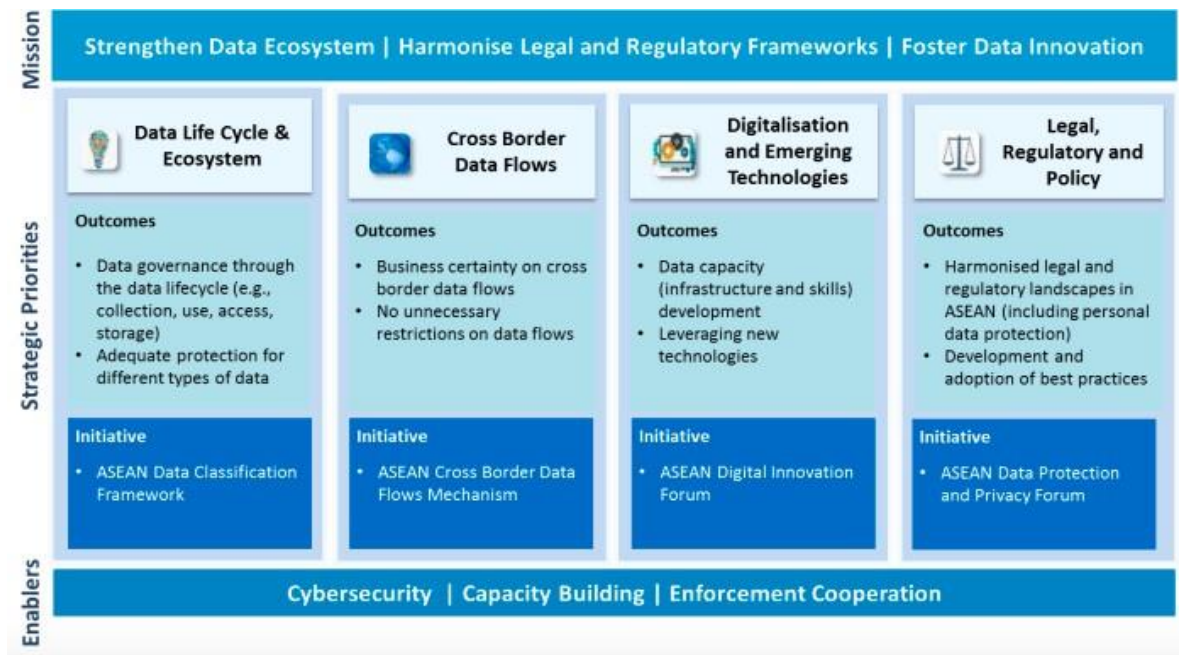 Mission
Strengthen Data Ecosystem | Harmonise Legal and Regulatory Frameworks | Foster Data Innovation
Strategic Priorities
Data Life Cycle &
Ecosystem
Outcomes
• Data governance through
the data lifecycle (e.g.,
collection, use, access,
storage)
• Adequate protection for
different types of data
Initiative
• ASEAN Data Classification
Framework
Cross Border
Data Flows
Outcomes
• Business certainty on cross
border data flows
• No unnecessary
restrictions on data flows
Initiative
• ASEAN Cross Border Data
Flows Mechanism
Digitalisation
and Emerging
Technologies
Outcomes
• Data capacity
(infrastructure and skills)
development
• Leveraging new
technologies
Initiative
• ASEAN Digital Innovation
Forum
Legal,
Regulatory and
Policy
Outcomes
• Harmonised legal and
regulatory landscapes in
ASEAN (including personal
data protection)
• Development and
adoption of best practices
Initiative
• ASEAN Data Protection
and Privacy Forum
Enablers
Cybersecurity | Capacity Building | Enforcement Cooperation